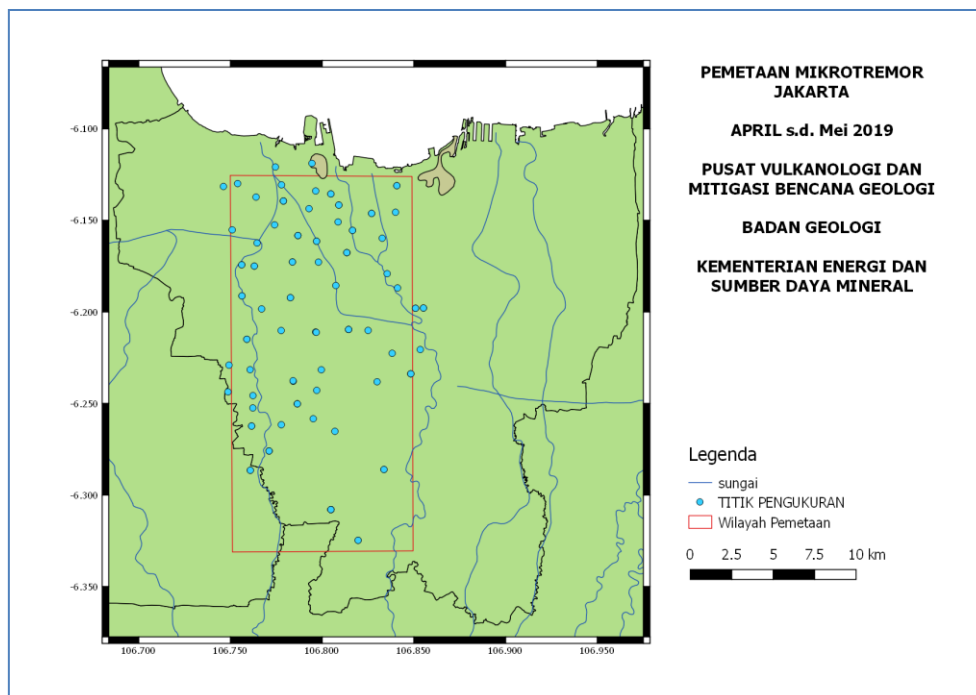 PEMETAAN MIKROTREMOR
JAKARTA
APRIL s.d. Mei 2019
PUSAT VULKANOLOGI DAN
MITIGASI BENCANA GEOLOGI
BADAN GEOLOGI
KEMENTERIAN ENERGI DAN
SUMBER DAYA MINERAL
-6.100
-6.150
-6.200
-6.250
-6.300
-6.350
106.700 106.750 106.800 106.850 106.900 106.950
Legenda
sungai
TITIK PENGUKURAN
Wilayah Pemetaan
0 2.5 5 7.5 10 km